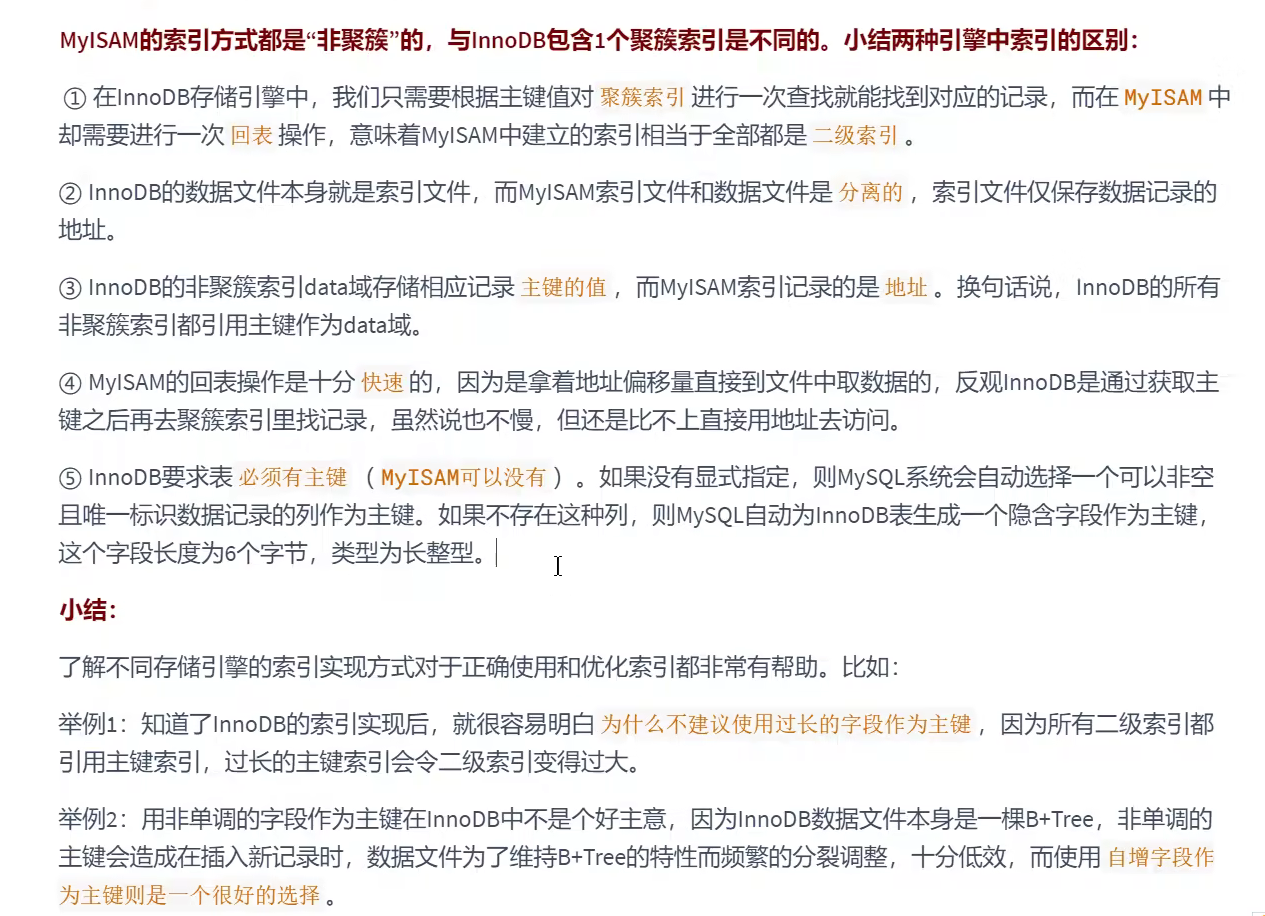 MyISAM的索引方式都是“非聚簇”的，与InnoDB包含1个聚簇索引是不同的。小结两种引擎中索引的区别：
① 在InnoDB存储引擎中，我们只需要根据主键值对 聚簇索引 进行一次查找就能找到对应的记录，而在 MyISAM 中
却需要进行一次 回表 操作，意味着MyISAM中建立的索引相当于全部都是 二级索引 。
② InnoDB的数据文件本身就是索引文件，而MyISAM索引文件和数据文件是 分离的 ，索引文件仅保存数据记录的
地址。
③ InnoDB的非聚簇索引data域存储相应记录 主键的值 ，而MyISAM索引记录的是 地址 。换句话说，InnoDB的所有
非聚簇索引都引用主键作为data域。
④ MyISAM的回表操作是十分 快速 的，因为是拿着地址偏移量直接到文件中取数据的，反观InnoDB是通过获取主
键之后再去聚簇索引里找记录，虽然说也不慢，但还是比不上直接用地址去访问。
⑤ InnoDB要求表 必须有主键 （ MyISAM可以没有 ）。如果没有显式指定，则MySQL系统会自动选择一个可以非空
且唯一标识数据记录的列作为主键。如果不存在这种列，则MySQL自动为InnoDB表生成一个隐含字段作为主键，
这个字段长度为6个字节，类型为长整型。
小结：
了解不同存储引擎的索引实现方式对于正确使用和优化索引都非常有帮助。比如：
举例1：知道了InnoDB的索引实现后，就很容易明白 为什么不建议使用过长的字段作为主键 ，因为所有二级索引都
引用主键索引，过长的主键索引会令二级索引变得过大。
举例2：用非单调的字段作为主键在InnoDB中不是个好主意，因为InnoDB数据文件本身是一棵B+Tree，非单调的
主键会造成在插入新记录时，数据文件为了维持B+Tree的特性而频繁的分裂调整，十分低效，而使用 自增字段作
为主键则是一个很好的选择 。